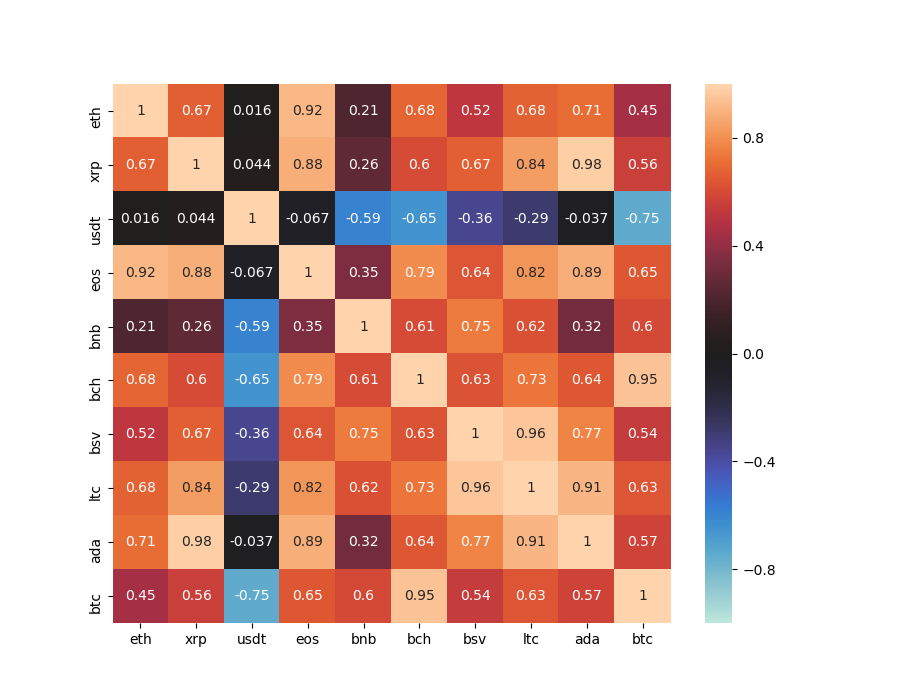 eth 1 0.67 0.016 0.92 0.21 0.68 0.52 0.68 0.71 0.45
xrp 0.67 1 0.044 0.88 0.26 0.6 0.67 0.84 0.98 0.56
usdt 0.016 0.044 1 -0.067 -0.59 -0.65 -0.36 -0.29 -0.037 -0.75
eos 0.92 0.88 -0.067 1 0.35 0.79 0.64 0.82 0.89 0.65
bnb 0.21 0.26 -0.59 0.35 1 0.61 0.75 0.62 0.32 0.6
bch 0.68 0.6 -0.65 0.79 0.61 1 0.63 0.73 0.64 0.95
bsv 0.52 0.67 -0.36 0.64 0.75 0.63 1 0.96 0.77 0.54
ltc 0.68 0.84 -0.29 0.82 0.62 0.73 0.96 1 0.91 0.63
ada 0.71 0.98 -0.037 0.89 0.32 0.64 0.77 0.91 1 0.57
btc 0.45 0.56 -0.75 0.65 0.6 0.95 0.54 0.63 0.57 1
eth xrp usdt eos bnb bch bsv ltc ada btc
0.8
0.4
0.0
−0.4
−0.8